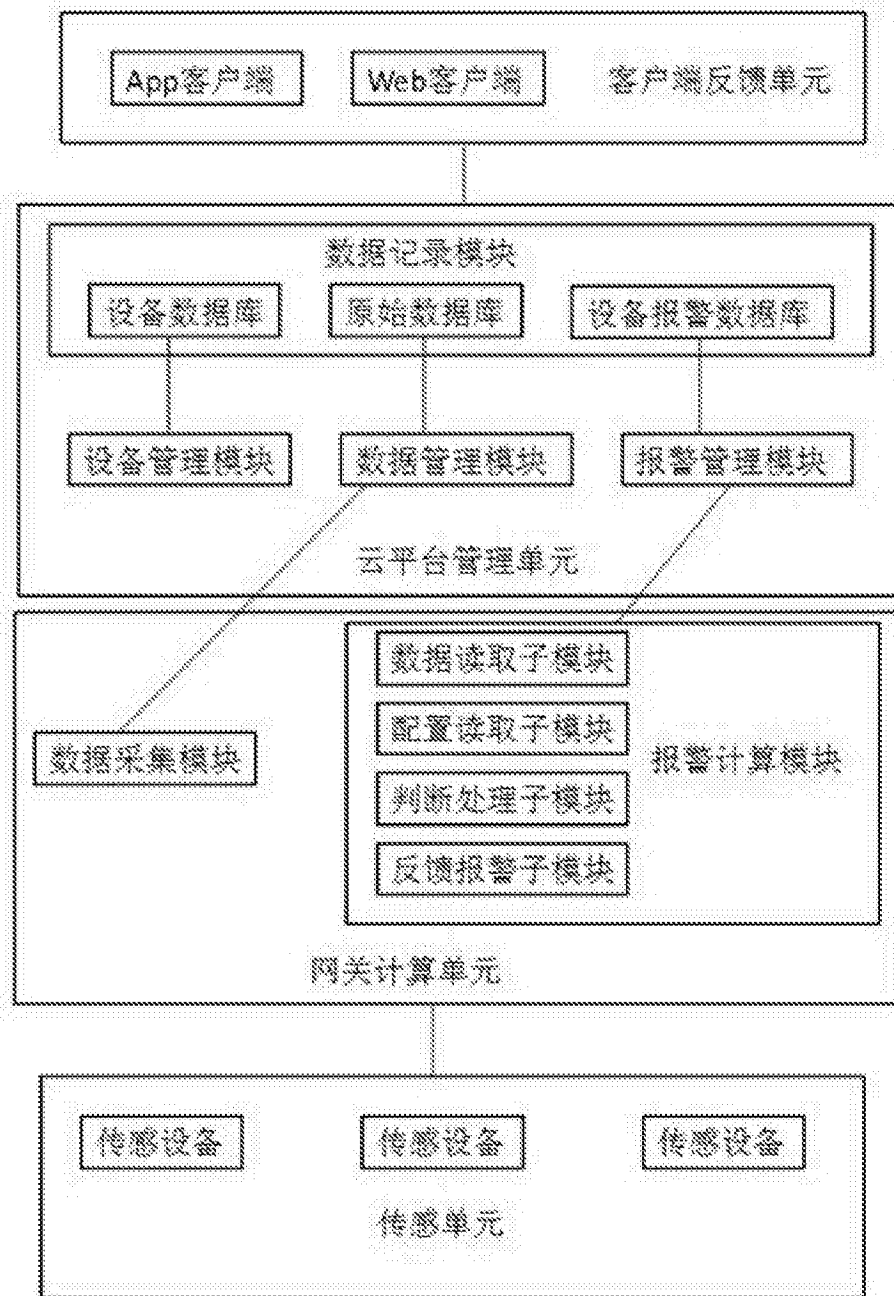 App客户端
Web客户端
客户端反馈单元
数据记录模块
设备数据库
原始数据库
设备报警数据库
设备管理模块
数据管理模块
报警管理模块
云平台管理单元
数据读取子模块
配置读取子模块
数据采集模块
报警计算模块
判断处理子模块
反馈报警子模块
网关计算单元
传感设备
传感设备
传感设备
传感单元